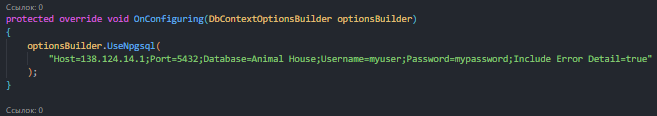 Ссылок: 0
protected override void OnConfiguring(DbContextOptionsBuilder optionsBuilder)
{
optionsBuilder.UseNpgsql(
"Host=138.124.14.1;Port=5432;Database=Animal House;Username=myuser;Password=mypassword;Include Error Detail=true"
);
}
Ссылок: 0